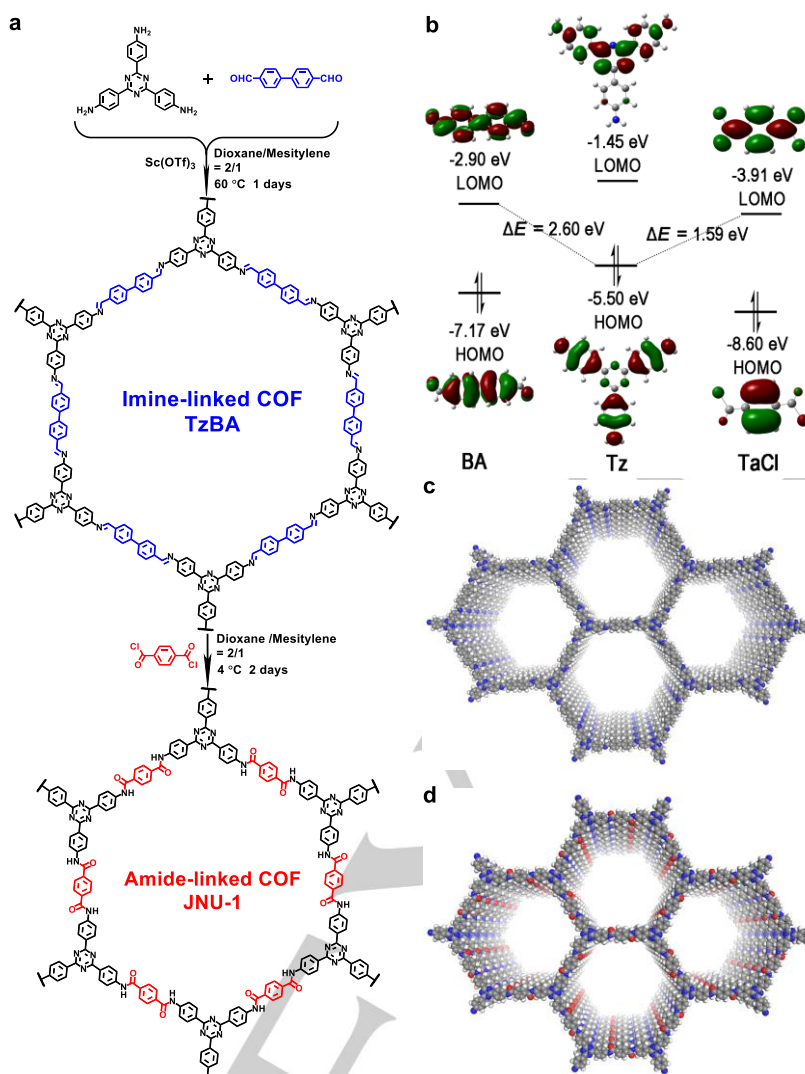 a
NH₂
H₂N
NH₂
N
N
N
+
OHC
CHO
Sc(OTf)₃
Dioxane/Mesitylene
= 2/1
60 °C 1 days
Imine-linked COF
TzBA
Cl
O
O
Cl
Dioxane /Mesitylene
= 2/1
4 °C 2 days
Amide-linked COF
JNU-1
b
-2.90 eV
LOMO
-1.45 eV
LOMO
-3.91 eV
LOMO
ΔE = 2.60 eV
ΔE = 1.59 eV
-7.17 eV
HOMO
-5.50 eV
HOMO
-8.60 eV
HOMO
BA
Tz
TaCl
c
d